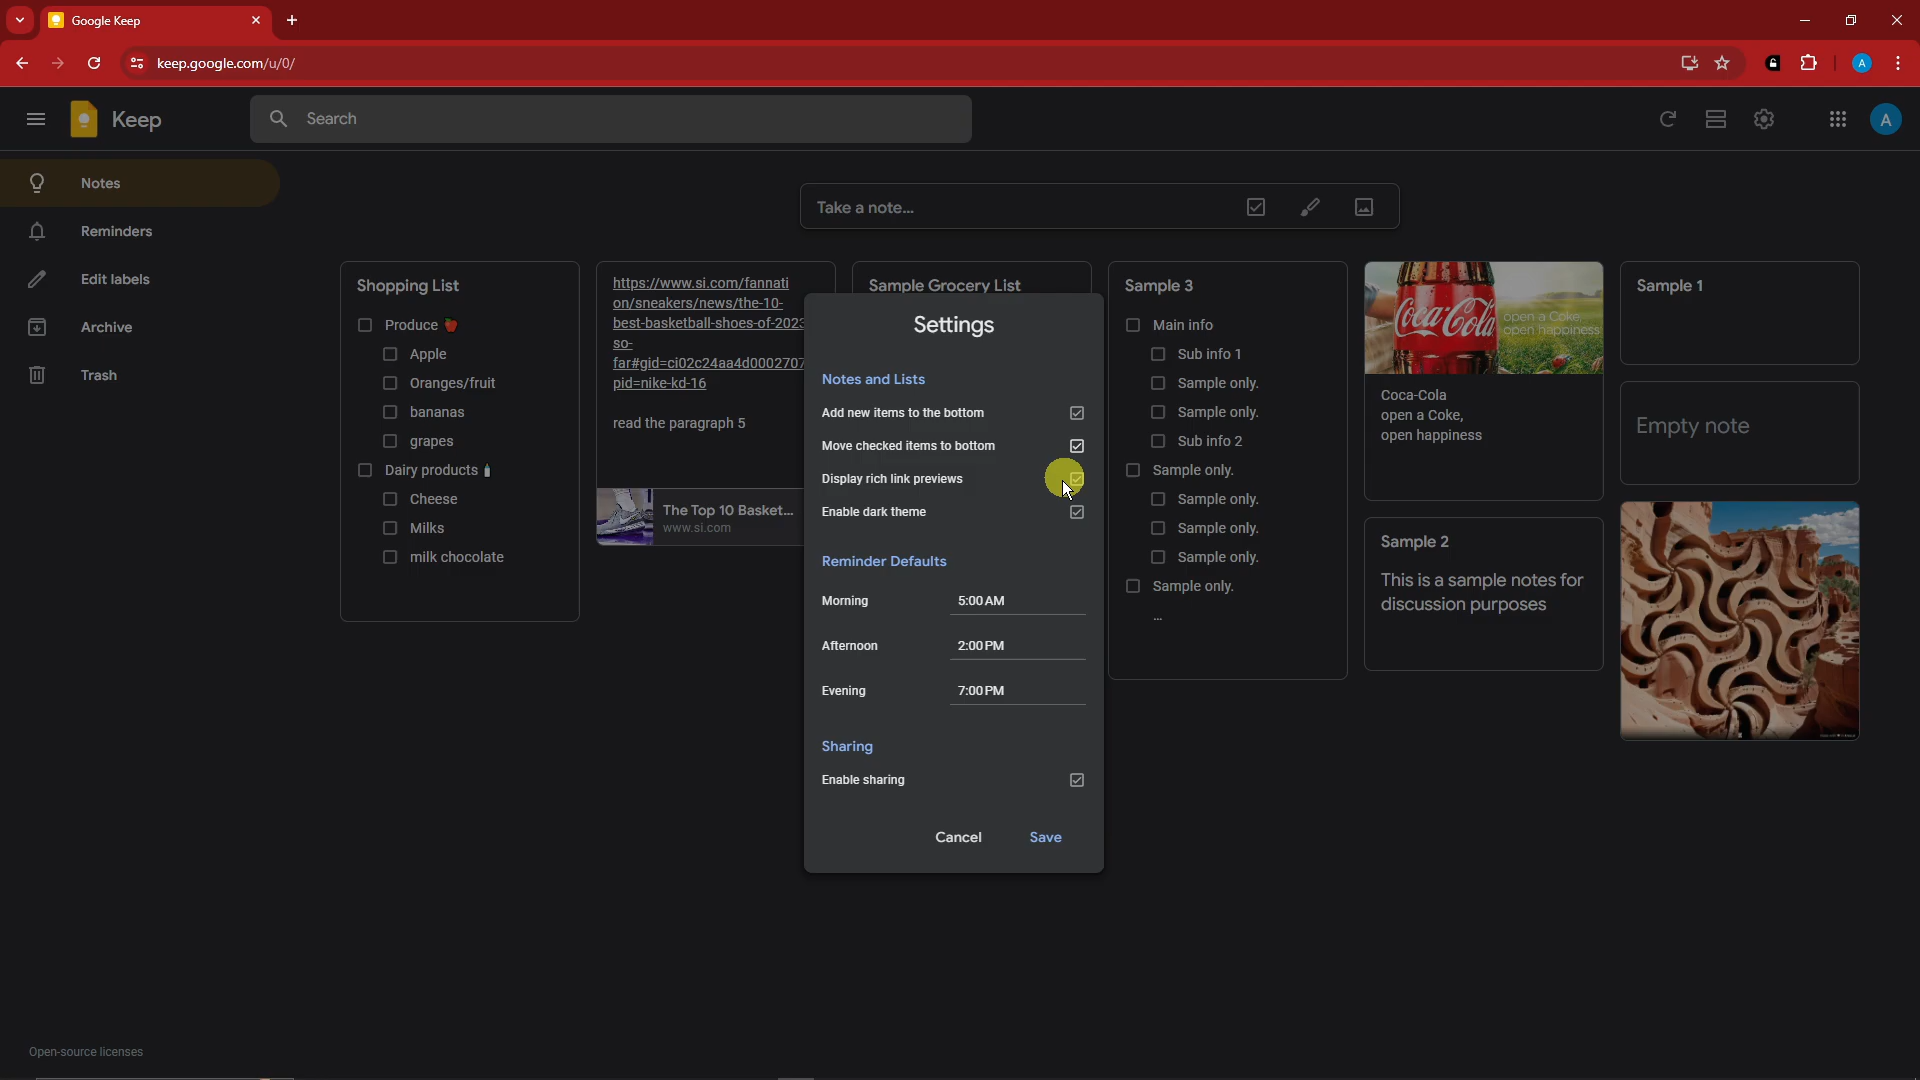 Google Keep
keep.google.com/u/0/
A
Keep
Search
A
Notes
Reminders
Edit labels
Archive
Trash
Take a note...
Shopping List
Produce
Apple
Oranges/fruit
bananas
grapes
Dairy products
Cheese
Milks
milk chocolate
https://www.si.com/fannati
on/sneakers/news/the-10-
best-basketball-shoes-of-2023
so-
far#gid=ci02c24aa4d0002707
pid=nike-kd-16
read the paragraph 5
The Top 10 Basket...
www.si.com
Sample Grocery List
Settings
Notes and Lists
Add new items to the bottom
Move checked items to bottom
Display rich link previews
Enable dark theme
Reminder Defaults
Morning 5:00 AM
Afternoon 2:00 PM
Evening 7:00 PM
Sharing
Enable sharing
Cancel Save
Sample 3
Main info
Sub info 1
Sample only.
Sample only.
Sub info 2
Sample only.
Sample only.
Sample only.
Sample only.
Sample only.
...
Coca-Cola
open a Coke,
open happiness
Coca-Cola
open a Coke,
open happiness
Sample 2
This is a sample notes for
discussion purposes
Sample 1
Empty note
Open-source licenses